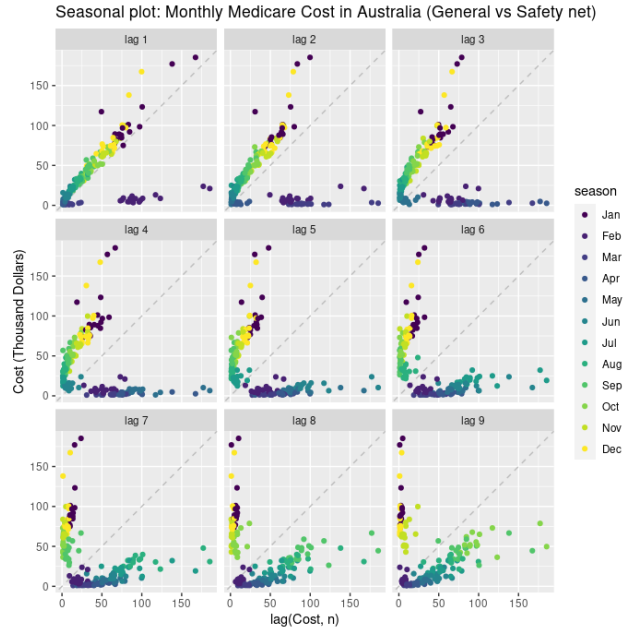 Seasonal plot: Monthly Medicare Cost in Australia (General vs Safety net)
lag 1 lag 2 lag 3
150
100
50
0
lag 4 lag 5 lag 6
150
100
50
0
lag 7 lag 8 lag 9
150
100
50
0
0 50 100 150 0 50 100 150 0 50 100 150
lag(Cost, n)
Cost (Thousand Dollars)
season
Jan
Feb
Mar
Apr
May
Jun
Jul
Aug
Sep
Oct
Nov
Dec